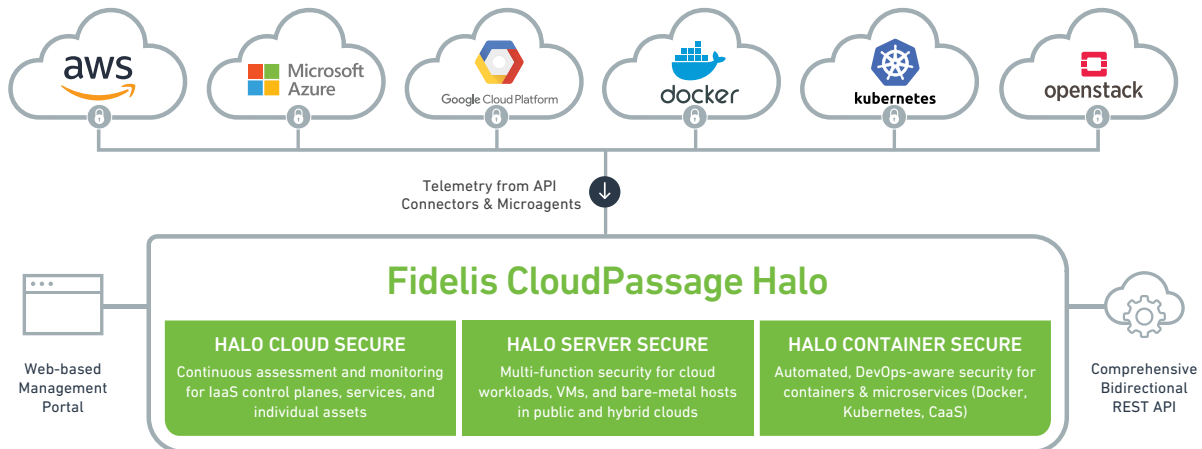 aws
Microsoft
Azure
Google Cloud Platform
docker
kubernetes
openstack
Telemetry from API
Connectors & Microagents
Fidelis CloudPassage Halo
HALO CLOUD SECURE
Continuous assessment and monitoring
for IaaS control planes, services, and
individual assets
HALO SERVER SECURE
Multi-function security for cloud
workloads, VMs, and bare-metal hosts
in public and hybrid clouds
HALO CONTAINER SECURE
Automated, DevOps-aware security for
containers & microservices (Docker,
Kubernetes, CaaS)
Web-based
Management
Portal
Comprehensive
Bidirectional
REST API